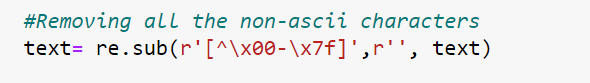 #Removing all the non-ascii characters
text= re.sub(r'[^\x00-\x7f]',r'', text)